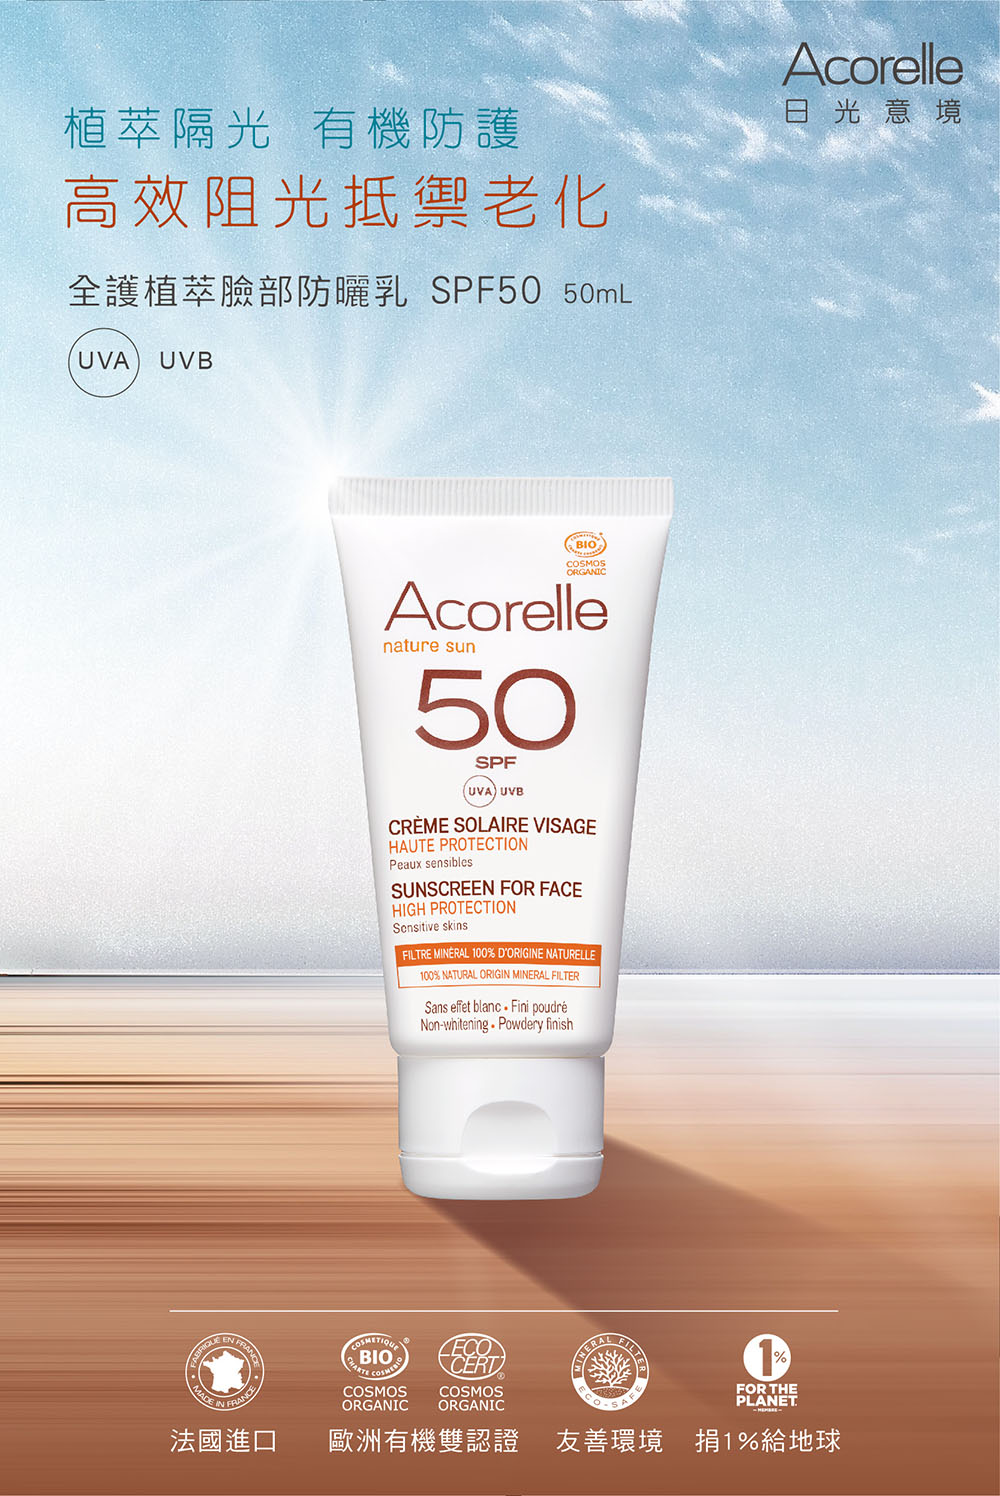 Acorelle
日光意境
植萃隔光 有機防護
高效阻光抵禦老化
全護植萃臉部防曬乳 SPF50 50mL
UVA UVB
COSMETIQUE
BIO
CHARTE COSMEBIO
COSMOS
ORGANIC
Acorelle
nature sun
50
SPF
UVA UVB
CRÈME SOLAIRE VISAGE
HAUTE PROTECTION
Peaux sensibles
SUNSCREEN FOR FACE
HIGH PROTECTION
Sensitive skins
FILTRE MINÉRAL 100% D'ORIGINE NATURELLE
100% NATURAL ORIGIN MINERAL FILTER
Sans effet blanc • Fini poudré
Non-whitening • Powdery finish
FABRIQUÉ EN FRANCE
MADE IN FRANCE
法國進口
COSMETIQUE
BIO
CHARTE COSMEBIO
COSMOS
ORGANIC
ECO
CERT
COSMOS
ORGANIC
歐洲有機雙認證
MINERAL FILTER
ECO-SAFE
友善環境
1%
FOR THE
PLANET
MEMBRE
捐1%給地球